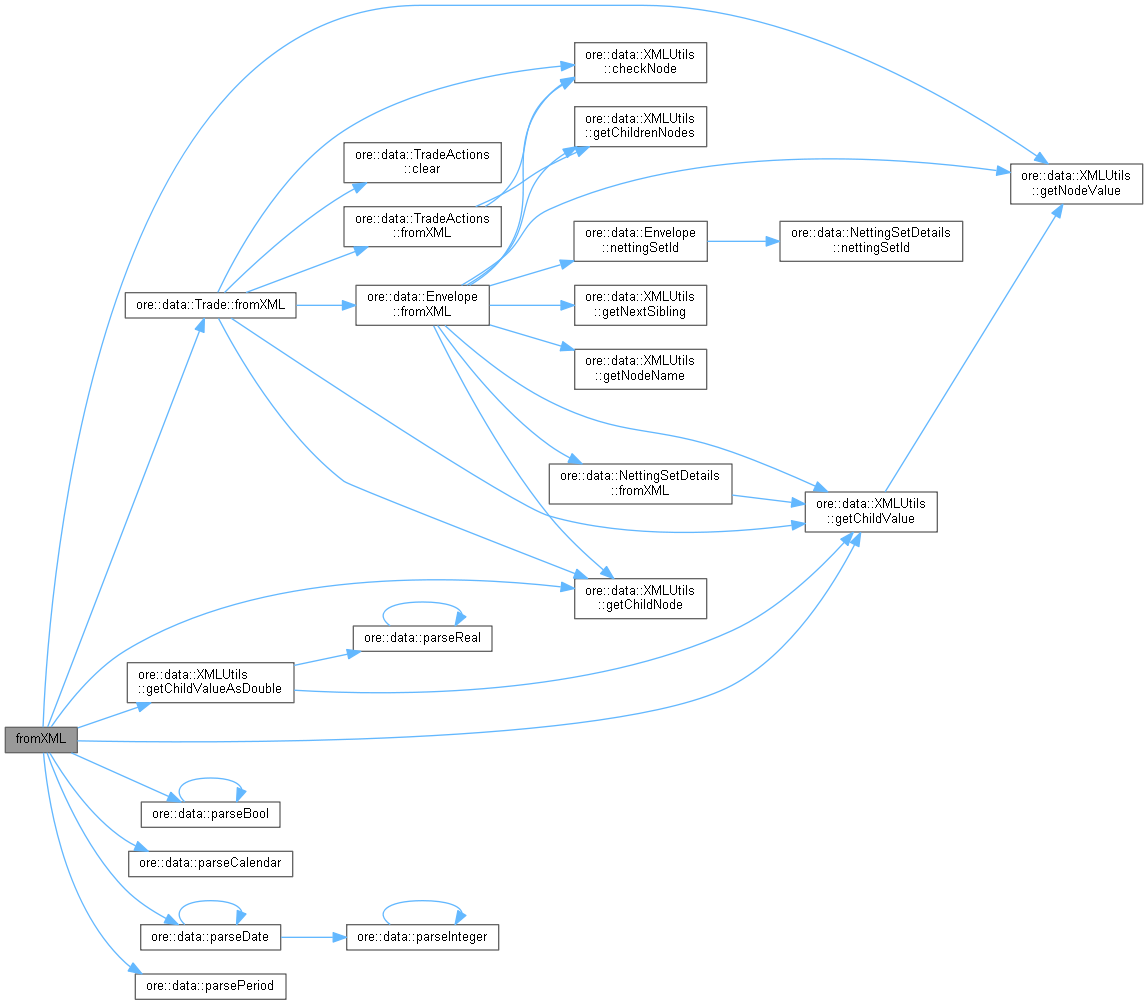 ore::data::XMLUtils
::checkNode
ore::data::XMLUtils
::getChildrenNodes
ore::data::TradeActions
::clear
ore::data::XMLUtils
::getNodeValue
ore::data::TradeActions
::fromXML
ore::data::Envelope
::nettingSetId
ore::data::NettingSetDetails
::nettingSetId
ore::data::Trade::fromXML
ore::data::Envelope
::fromXML
ore::data::XMLUtils
::getNextSibling
ore::data::XMLUtils
::getNodeName
ore::data::NettingSetDetails
::fromXML
ore::data::XMLUtils
::getChildValue
ore::data::XMLUtils
::getChildNode
ore::data::parseReal
ore::data::XMLUtils
::getChildValueAsDouble
fromXML
ore::data::parseBool
ore::data::parseCalendar
ore::data::parseDate
ore::data::parseInteger
ore::data::parsePeriod